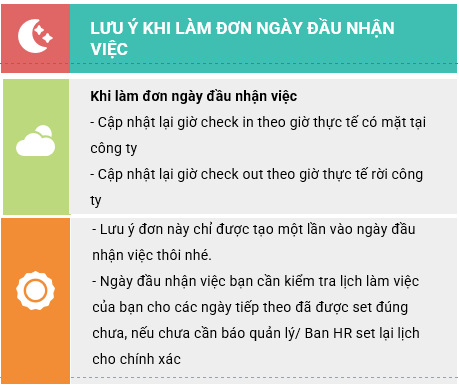 LƯU Ý KHI LÀM ĐƠN NGÀY ĐẦU NHẬN
VIỆC
Khi làm đơn ngày đầu nhận việc
- Cập nhật lại giờ check in theo giờ thực tế có mặt tại
công ty
- Cập nhật lại giờ check out theo giờ thực tế rời công
ty
- Lưu ý đơn này chỉ được tạo một lần vào ngày đầu
nhận việc thôi nhé.
- Ngày đầu nhận việc bạn cần kiểm tra lịch làm việc
của bạn cho các ngày tiếp theo đã được set đúng
chưa, nếu chưa cần báo quản lý/ Ban HR set lại lịch
cho chính xác